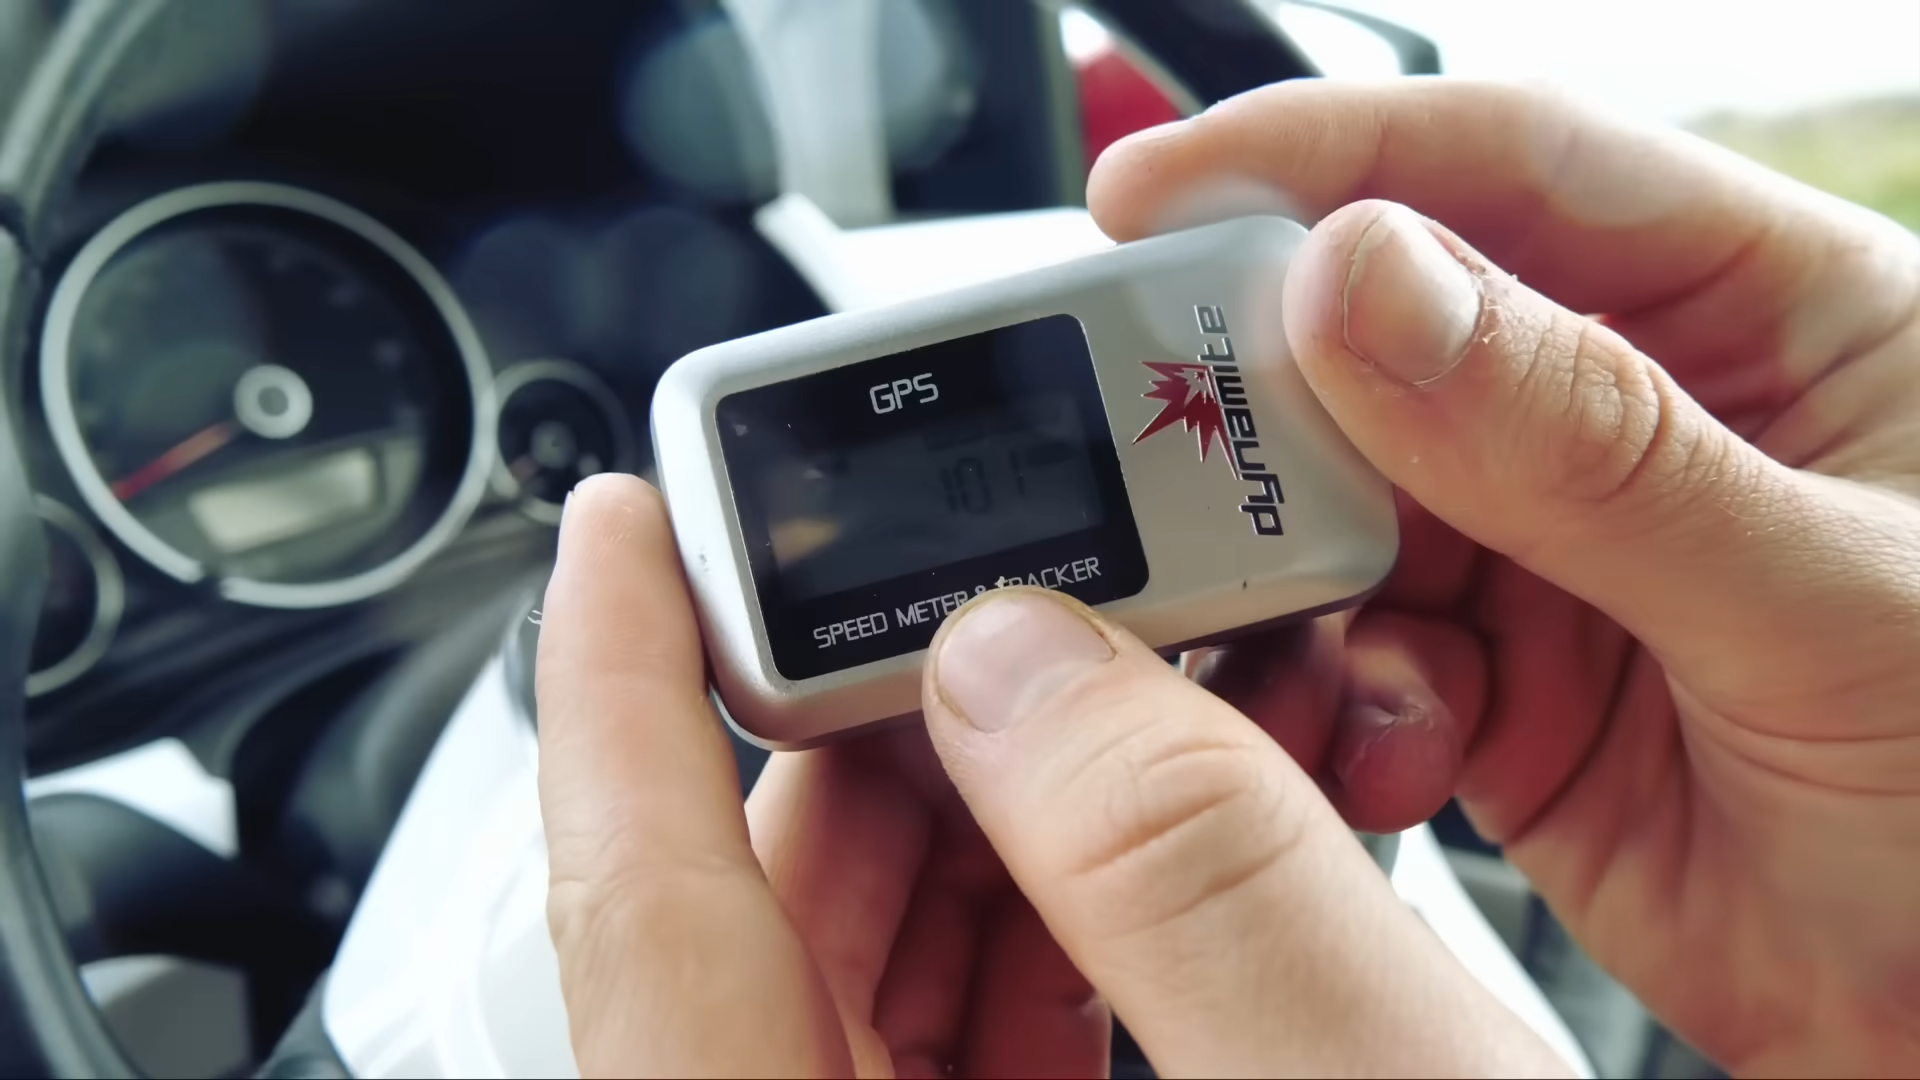 GPS
101
SPEED METER & TRACKER
dynamite